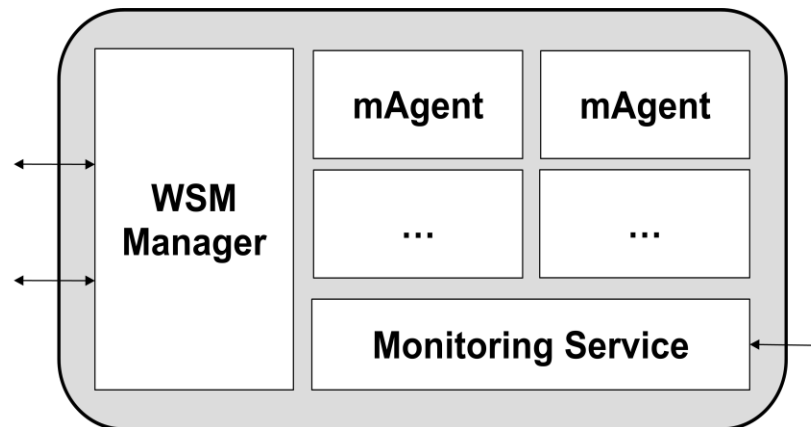 mAgent mAgent
WSM
Manager
... ...
Monitoring Service